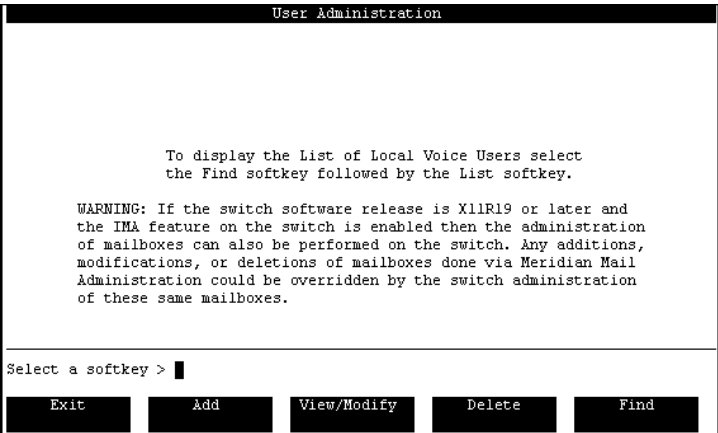 User Administration
To display the List of Local Voice Users select
the Find softkey followed by the List softkey.
WARNING: If the switch software release is X11R19 or later and
the IMA feature on the switch is enabled then the administration
of mailboxes can also be performed on the switch. Any additions,
modifications, or deletions of mailboxes done via Meridian Mail
Administration could be overridden by the switch administration
of these same mailboxes.
Select a softkey >
Exit Add View/Modify Delete Find